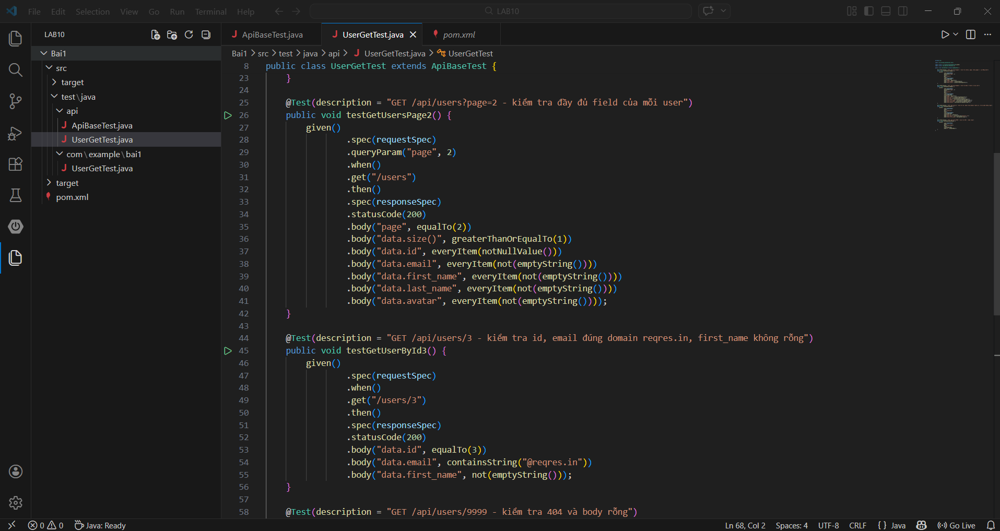 File Edit Selection View Go Run Terminal Help
LAB10
LAB10
Bai1
src
target
test\java
api
ApiBaseTest.java
UserGetTest.java
com\example\bai1
UserGetTest.java
target
pom.xml
ApiBaseTest.java UserGetTest.java pom.xml
Bai1 > src > test > java > api > UserGetTest.java > UserGetTest
8 public class UserGetTest extends ApiBaseTest {
23 }
24
25 @Test(description = "GET /api/users?page=2 - kiểm tra đầy đủ field của mỗi user")
26 public void testGetUsersPage2() {
27 given()
28 .spec(requestSpec)
29 .queryParam("page", 2)
30 .when()
31 .get("/users")
32 .then()
33 .spec(responseSpec)
34 .statusCode(200)
35 .body("page", equalTo(2))
36 .body("data.size()", greaterThanOrEqualTo(1))
37 .body("data.id", everyItem(notNullValue()))
38 .body("data.email", everyItem(not(emptyString())))
39 .body("data.first_name", everyItem(not(emptyString())))
40 .body("data.last_name", everyItem(not(emptyString())))
41 .body("data.avatar", everyItem(not(emptyString())));
42 }
43
44 @Test(description = "GET /api/users/3 - kiểm tra id, email đúng domain reqres.in, first_name không rỗng")
45 public void testGetUserById3() {
46 given()
47 .spec(requestSpec)
48 .when()
49 .get("/users/3")
50 .then()
51 .spec(responseSpec)
52 .statusCode(200)
53 .body("data.id", equalTo(3))
54 .body("data.email", containsString("@reqres.in"))
55 .body("data.first_name", not(emptyString()));
56 }
57
58 @Test(description = "GET /api/users/9999 - kiểm tra 404 và body rỗng")
0 0 Java: Ready Ln 68, Col 2 Spaces: 4 UTF-8 CRLF {} Java Go Live